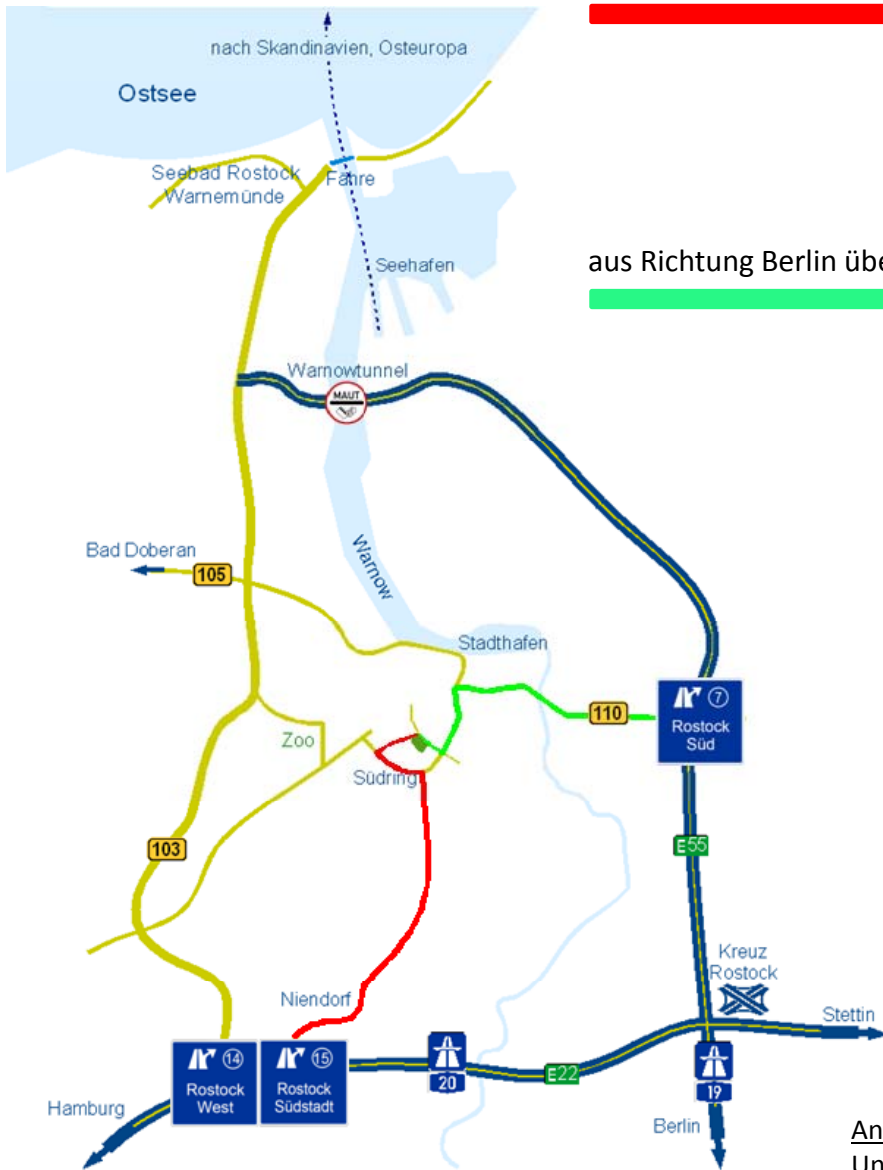 nach Skandinavien, Osteuropa
Ostsee
Seebad Rostock
Warnemünde
Fähre
Seehafen
aus Richtung Berlin übe
Warnowtunnel
MAUT
Bad Doberan
105
Warnow
Stadthafen
7
Rostock
Süd
110
Zoo
Südring
103
E55
Kreuz
Rostock
Niendorf
Stettin
14
Rostock
West
15
Rostock
Südstadt
20
E22
19
Hamburg
Berlin
An
Un